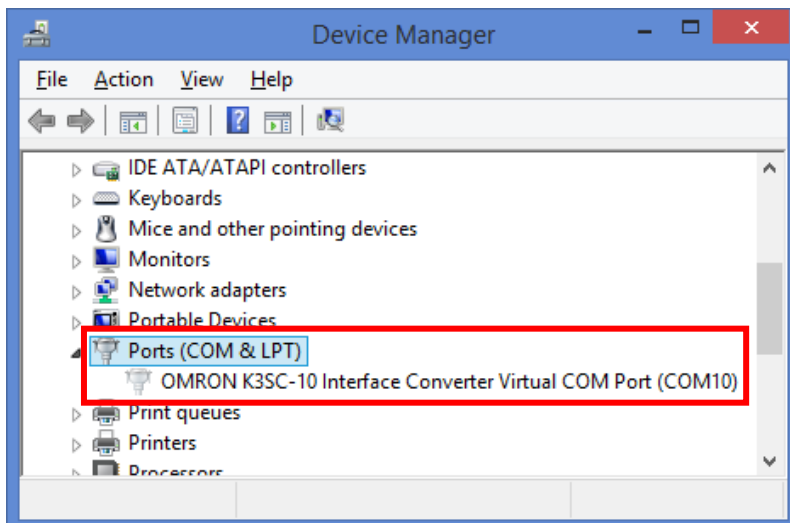 Device Manager
File Action View Help
IDE ATA/ATAPI controllers
Keyboards
Mice and other pointing devices
Monitors
Network adapters
Portable Devices
Ports (COM & LPT)
OMRON K3SC-10 Interface Converter Virtual COM Port (COM10)
Print queues
Printers
Processors